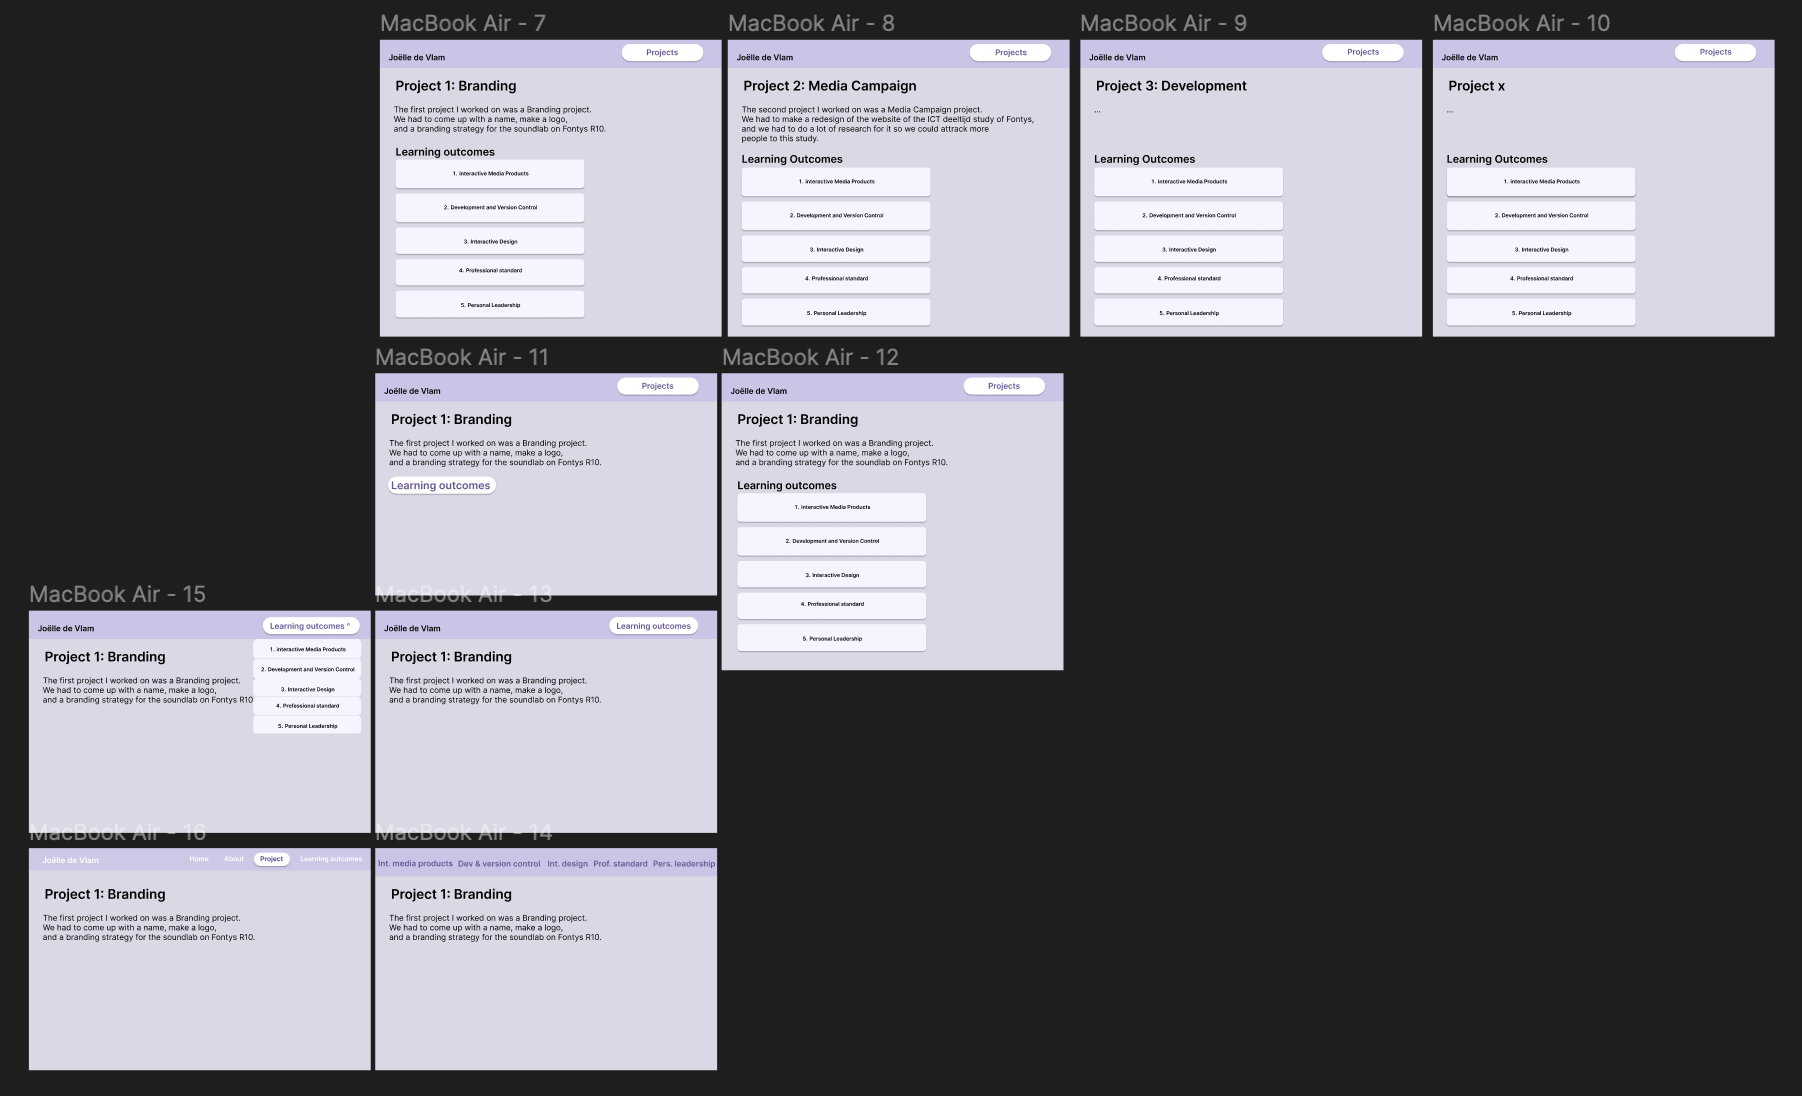 MacBook Air - 7
Joëlle de Vlam
Projects
Project 1: Branding
The first project I worked on was a Branding project.
We had to come up with a name, make a logo,
and a branding strategy for the soundlab on Fontys R10.
Learning outcomes
1. interactive Media Products
2. Development and Version Control
3. Interactive Design
4. Professional standard
5. Personal Leadership
MacBook Air - 8
Joëlle de Vlam
Projects
Project 2: Media Campaign
The second project I worked on was a Media Campaign project.
We had to make a redesign of the website of the ICT deeltijd study of Fontys,
and we had to do a lot of research for it so we could attrack more
people to this study.
Learning Outcomes
1. interactive Media Products
2. Development and Version Control
3. Interactive Design
4. Professional standard
5. Personal Leadership
MacBook Air - 9
Joëlle de Vlam
Projects
Project 3: Development
...
Learning Outcomes
1. interactive Media Products
2. Development and Version Control
3. Interactive Design
4. Professional standard
5. Personal Leadership
MacBook Air - 10
Joëlle de Vlam
Projects
Project x
...
Learning Outcomes
1. interactive Media Products
2. Development and Version Control
3. Interactive Design
4. Professional standard
5. Personal Leadership
MacBook Air - 11
Joëlle de Vlam
Projects
Project 1: Branding
The first project I worked on was a Branding project.
We had to come up with a name, make a logo,
and a branding strategy for the soundlab on Fontys R10.
Learning outcomes
MacBook Air - 12
Joëlle de Vlam
Projects
Project 1: Branding
The first project I worked on was a Branding project.
We had to come up with a name, make a logo,
and a branding strategy for the soundlab on Fontys R10.
Learning outcomes
1. interactive Media Products
2. Development and Version Control
3. Interactive Design
4. Professional standard
5. Personal Leadership
MacBook Air - 15
Joëlle de Vlam
Learning outcomes ^
Project 1: Branding
The first project I worked on was a Branding project.
We had to come up with a name, make a logo,
and a branding strategy for the soundlab on Fontys R10
1. interactive Media Products
2. Development and Version Control
3. Interactive Design
4. Professional standard
5. Personal Leadership
MacBook Air - 13
Joëlle de Vlam
Learning outcomes
Project 1: Branding
The first project I worked on was a Branding project.
We had to come up with a name, make a logo,
and a branding strategy for the soundlab on Fontys R10.
MacBook Air - 16
Joëlle de Vlam
Home About Project Learning outcomes
Project 1: Branding
The first project I worked on was a Branding project.
We had to come up with a name, make a logo,
and a branding strategy for the soundlab on Fontys R10.
MacBook Air - 14
Int. media products Dev & version control Int. design Prof. standard Pers. leadership
Project 1: Branding
The first project I worked on was a Branding project.
We had to come up with a name, make a logo,
and a branding strategy for the soundlab on Fontys R10.